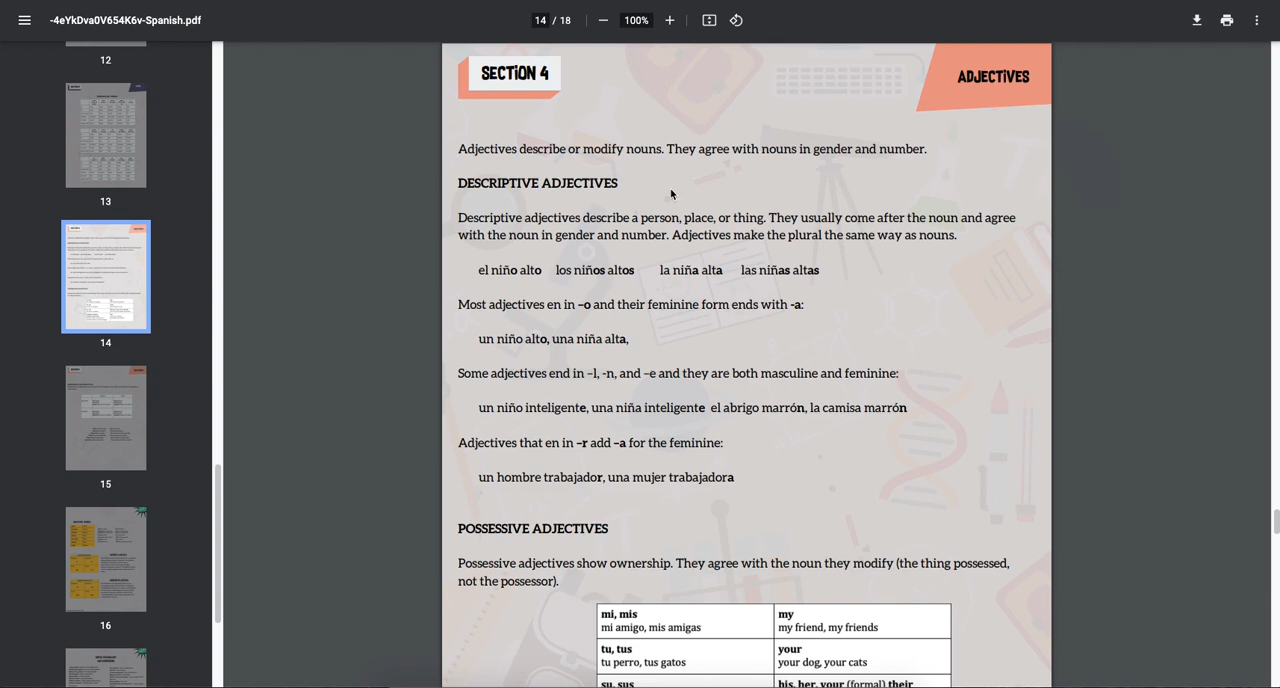 -4eYkDva0V654K6v-Spanish.pdf
14 / 18
100%
12
13
14
15
16
SECTION 4
ADJECTIVES
Adjectives describe or modify nouns. They agree with nouns in gender and number.
DESCRIPTIVE ADJECTIVES
Descriptive adjectives describe a person, place, or thing. They usually come after the noun and agree
with the noun in gender and number. Adjectives make the plural the same way as nouns.
el niño alto los niños altos la niña alta las niñas altas
Most adjectives en in –o and their feminine form ends with -a:
un niño alto, una niña alta,
Some adjectives end in –l, -n, and –e and they are both masculine and feminine:
un niño inteligente, una niña inteligente el abrigo marrón, la camisa marrón
Adjectives that en in –r add –a for the feminine:
un hombre trabajador, una mujer trabajadora
POSSESSIVE ADJECTIVES
Possessive adjectives show ownership. They agree with the noun they modify (the thing possessed,
not the possessor).
mi, mis my
mi amigo, mis amigas my friend, my friends
tu, tus your
tu perro, tus gatos your dog, your cats
su, sus his, her, your (formal) their